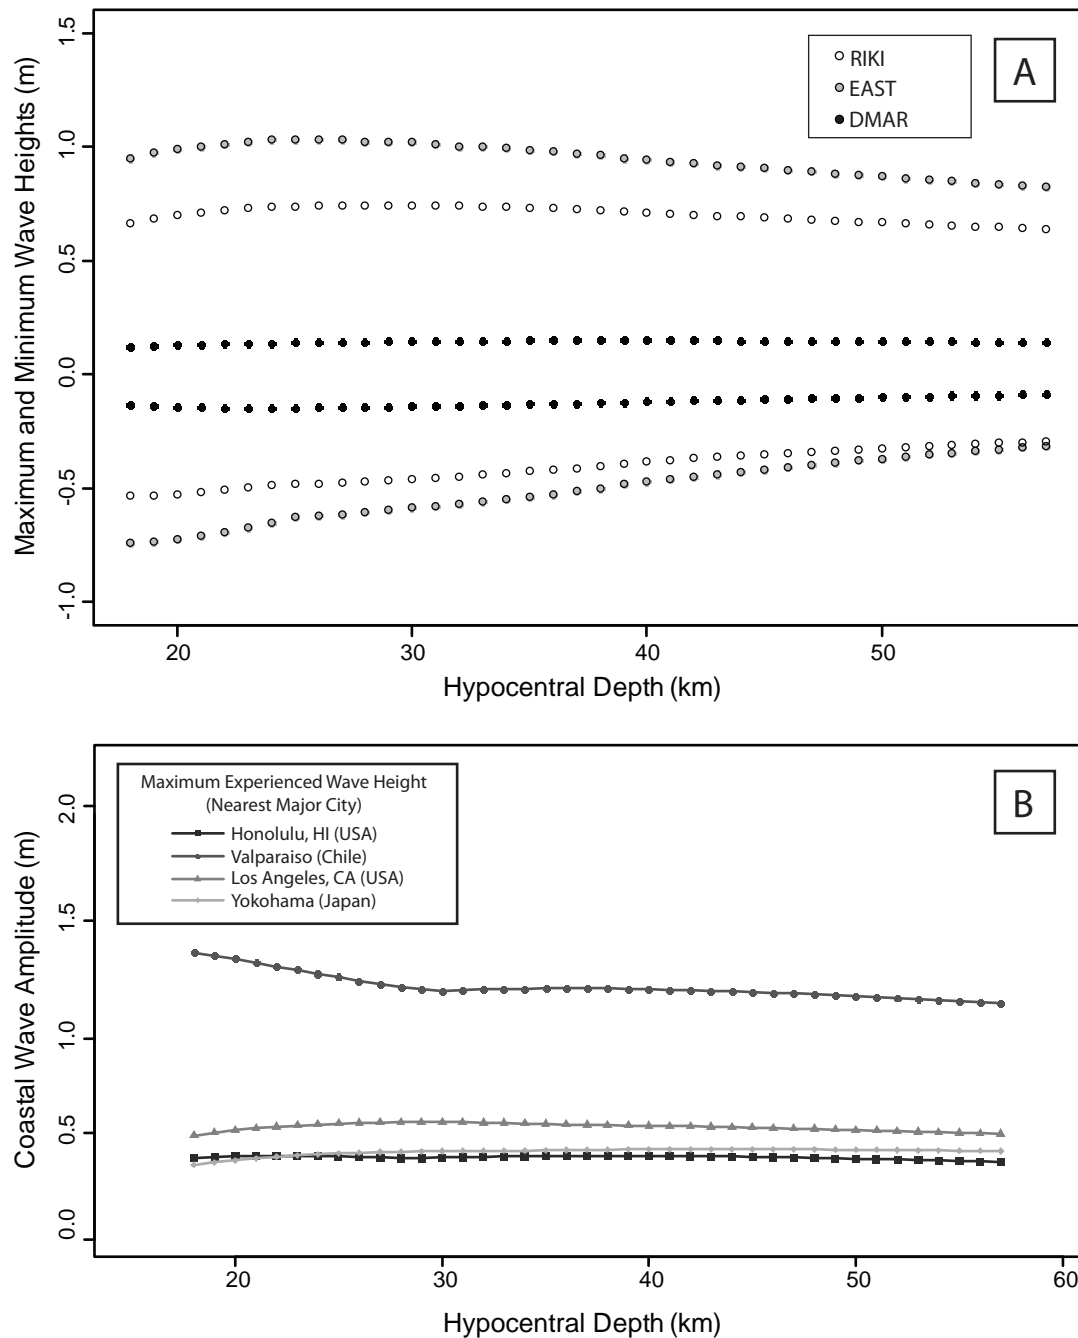 A
RIKI
EAST
DMAR
Maximum and Minimum Wave Heights (m)
1.5
1.0
0.5
0.0
-0.5
-1.0
20 30 40 50
Hypocentral Depth (km)
B
Maximum Experienced Wave Height
(Nearest Major City)
Honolulu, HI (USA)
Valparaiso (Chile)
Los Angeles, CA (USA)
Yokohama (Japan)
Coastal Wave Amplitude (m)
2.0
1.5
1.0
0.5
0.0
20 30 40 50 60
Hypocentral Depth (km)